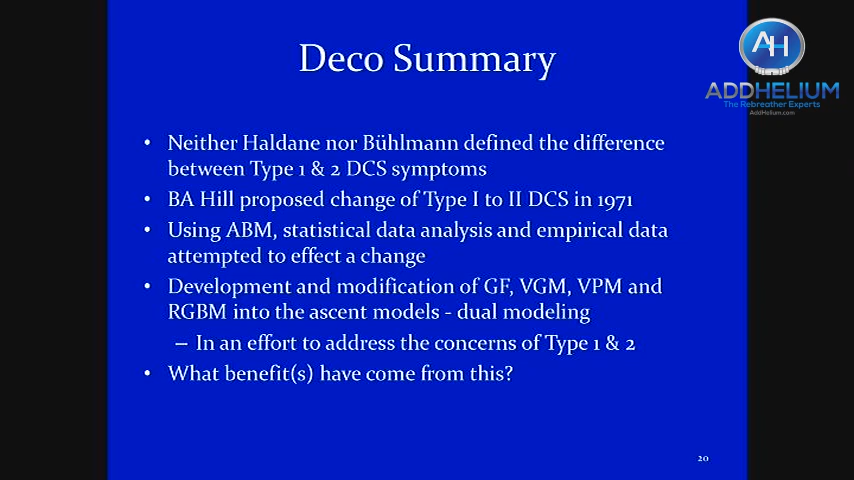 Deco Summary
AH
ADDHELIUM
The Rebreather Experts
AddHelium.com
• Neither Haldane nor Bühlmann defined the difference
between Type 1 & 2 DCS symptoms
• BA Hill proposed change of Type I to II DCS in 1971
• Using ABM, statistical data analysis and empirical data
attempted to effect a change
• Development and modification of GF, VGM, VPM and
RGBM into the ascent models - dual modeling
– In an effort to address the concerns of Type 1 & 2
• What benefit(s) have come from this?
20